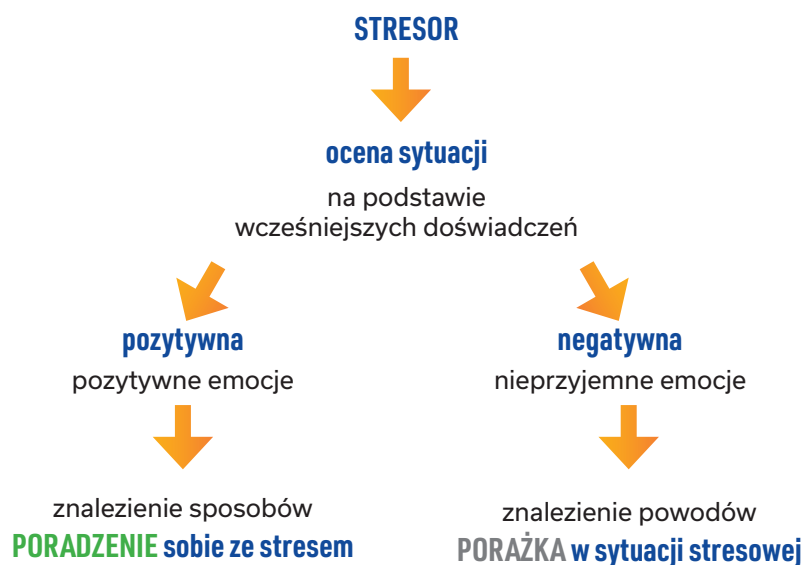 STRESOR
ocena sytuacji
na podstawie
wcześniejszych doświadczeń
pozytywna
pozytywne emocje
negatywna
nieprzyjemne emocje
znalezienie sposobów
PORADZENIE sobie ze stresem
znalezienie powodów
PORAŻKA w sytuacji stresowej